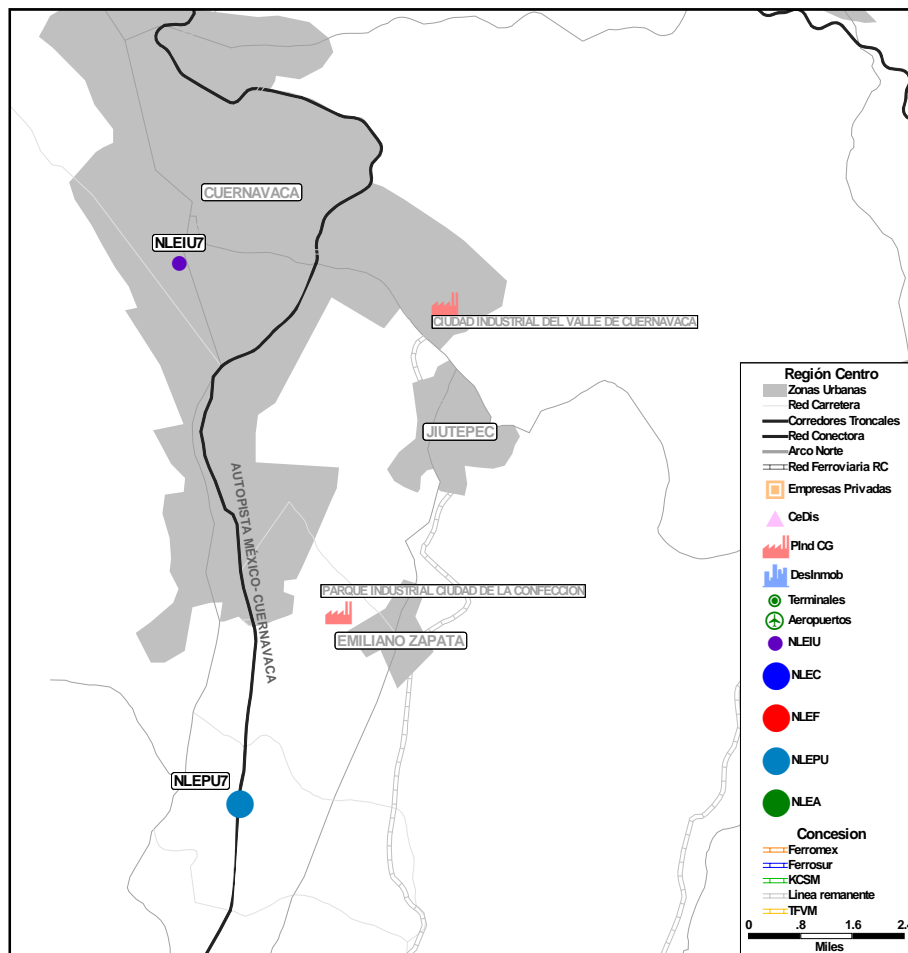 CUERNAVACA
NLEIU7
CIUDAD INDUSTRIAL DEL VALLE DE CUERNAVACA
JIUTEPEC
AUTOPISTA MÉXICO- CUERNAVACA
PARQUE INDUSTRIAL CIUDAD DE LA CONFECCION
EMILIANO ZAPATA
NLEPU7
Región Centro
Zonas Urbanas
Red Carretera
Corredores Troncales
Red Conectora
Arco Norte
Red Ferroviaria RC
Empresas Privadas
CeDis
PInd CG
DesInmob
Terminales
Aeropuertos
NLEIU
NLEC
NLEF
NLEPU
NLEA
Concesion
Ferromex
Ferrosur
KCSM
Linea remanente
TFVM
0 .8 1.6 2.4
Miles